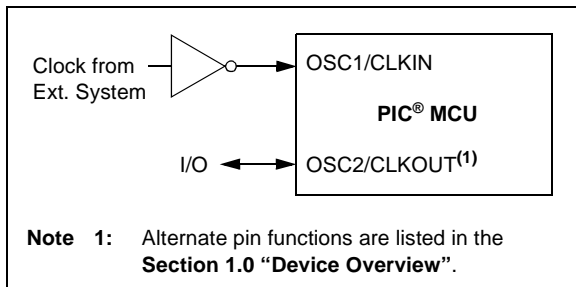 Clock from
Ext. System
OSC1/CLKIN
PIC® MCU
I/O
OSC2/CLKOUT(1)
Note 1: Alternate pin functions are listed in the
Section 1.0 “Device Overview”.